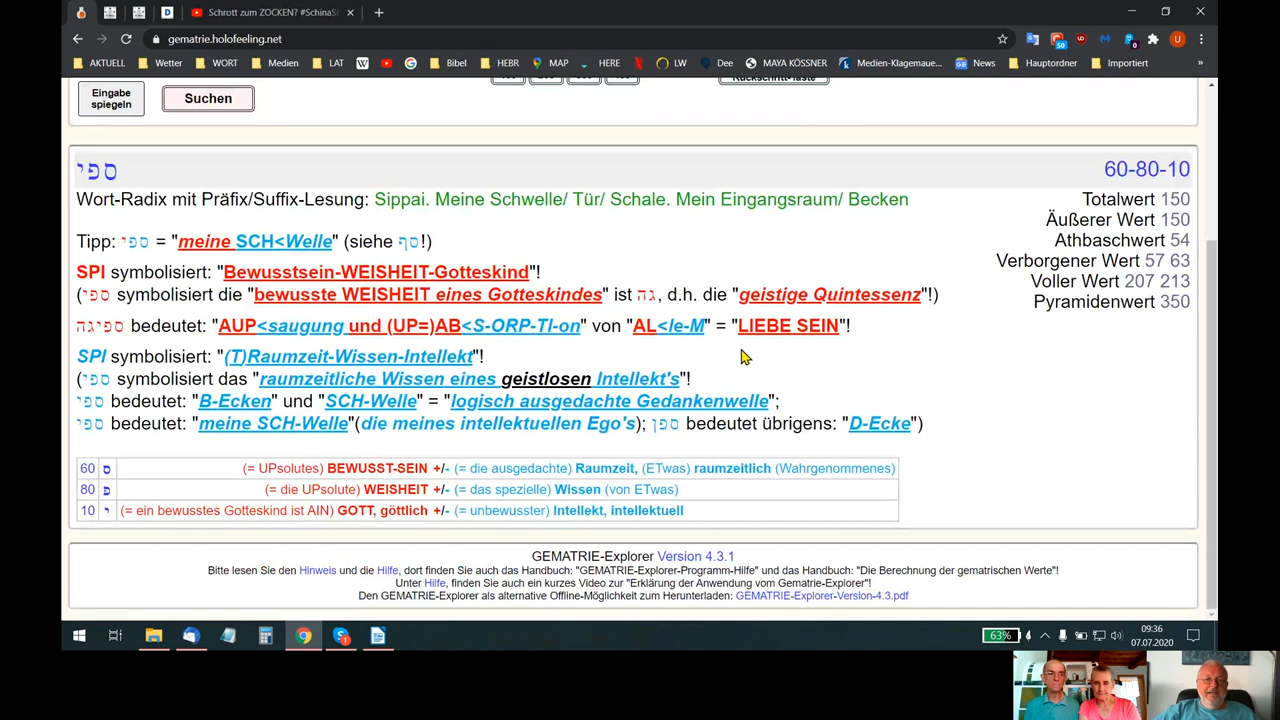 Schrott zum ZOCKEN? #SchinaS
gematrie.holofeeling.net
AKTUELL Wetter WORT Medien LAT Bibel HEBR MAP HERE LW Dee MAYA KÖSSNER Medien-Klagemaue... News Hauptordner Importiert »
Eingabe spiegeln
Suchen
Rückschritt-Taste
ספי 60-80-10
Wort-Radix mit Präfix/Suffix-Lesung: Sippai. Meine Schwelle/ Tür/ Schale. Mein Eingangsraum/ Becken
Totalwert 150
Äußerer Wert 150
Athbaschwert 54
Verborgener Wert 57 63
Voller Wert 207 213
Pyramidenwert 350
Tipp: ספי = "meine SCH<Welle" (siehe סף!)
SPI symbolisiert: "Bewusstsein-WEISHEIT-Gotteskind"!
(ספי symbolisiert die "bewusste WEISHEIT eines Gotteskindes" ist גה, d.h. die "geistige Quintessenz"!)
ספיגה bedeutet: "AUP<saugung und (UP=)AB<S-ORP-TI-on" von "AL<le-M" = "LIEBE SEIN"!
SPI symbolisiert: "(T)Raumzeit-Wissen-Intellekt"!
(ספי symbolisiert das "raumzeitliche Wissen eines geistlosen Intellekt's"!
ספי bedeutet: "B-Ecken" und "SCH-Welle" = "logisch ausgedachte Gedankenwelle";
ספי bedeutet: "meine SCH-Welle"(die meines intellektuellen Ego's); ספן bedeutet übrigens: "D-Ecke")
60 ס (= UPsolutes) BEWUSST-SEIN +/- (= die ausgedachte) Raumzeit, (ETwas) raumzeitlich (Wahrgenommenes)
80 פ (= die UPsolute) WEISHEIT +/- (= das spezielle) Wissen (von ETwas)
10 י (= ein bewusstes Gotteskind ist AIN) GOTT, göttlich +/- (= unbewusster) Intellekt, intellektuell
GEMATRIE-Explorer Version 4.3.1
Bitte lesen Sie den Hinweis und die Hilfe, dort finden Sie auch das Handbuch: "GEMATRIE-Explorer-Programm-Hilfe" und das Handbuch: "Die Berechnung der gematrischen Werte"!
Unter Hilfe, finden Sie auch ein kurzes Video zur "Erklärung der Anwendung vom Gematrie-Explorer"!
Den GEMATRIE-Explorer als alternative Offline-Möglichkeit zum Herunterladen: GEMATRIE-Explorer-Version-4.3.pdf
63%
09:36
07.07.2020